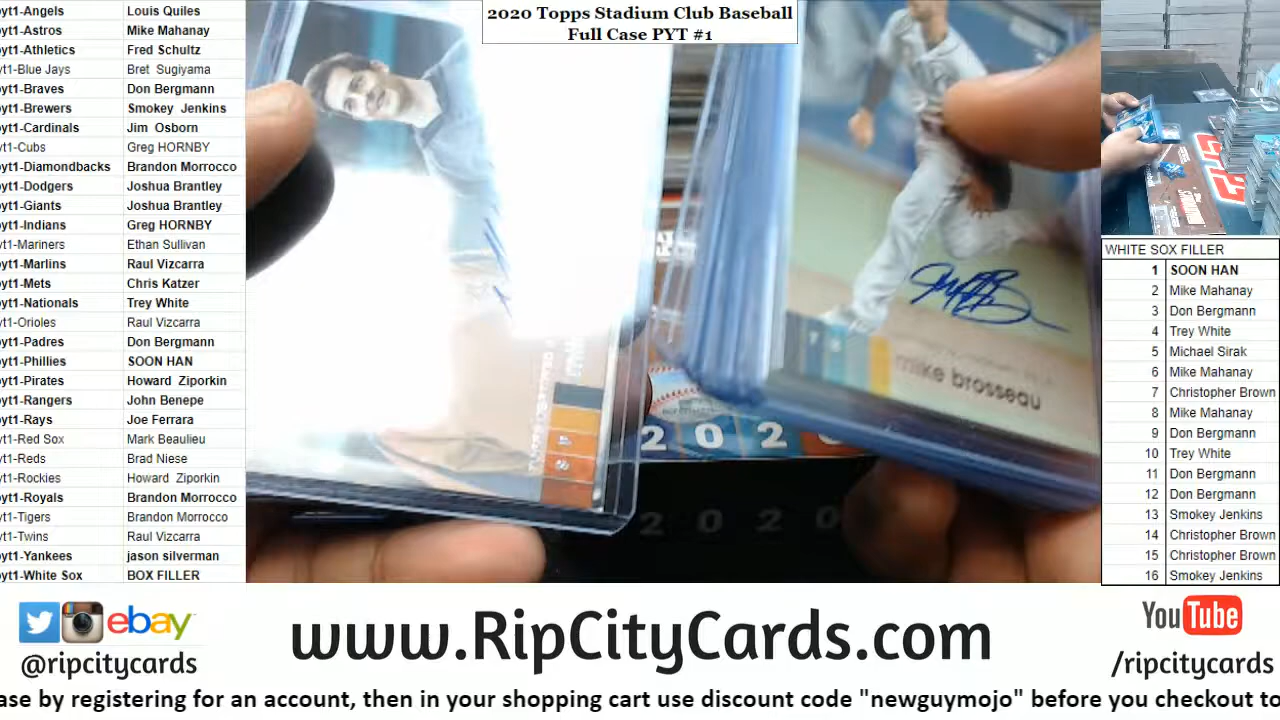 2020 Topps Stadium Club Baseball
Full Case PYT #1
yt1-Angels Louis Quiles
yt1-Astros Mike Mahanay
yt1-Athletics Fred Schultz
yt1-Blue Jays Bret Sugiyama
yt1-Braves Don Bergmann
yt1-Brewers Smokey Jenkins
yt1-Cardinals Jim Osborn
yt1-Cubs Greg HORNBY
yt1-Diamondbacks Brandon Morrocco
yt1-Dodgers Joshua Brantley
yt1-Giants Joshua Brantley
yt1-Indians Greg HORNBY
yt1-Mariners Ethan Sullivan
yt1-Marlins Raul Vizcarra
yt1-Mets Chris Katzer
yt1-Nationals Trey White
yt1-Orioles Raul Vizcarra
yt1-Padres Don Bergmann
yt1-Phillies SOON HAN
yt1-Pirates Howard Ziporkin
yt1-Rangers John Benepe
yt1-Rays Joe Ferrara
yt1-Red Sox Mark Beaulieu
yt1-Reds Brad Niese
yt1-Rockies Howard Ziporkin
yt1-Royals Brandon Morrocco
yt1-Tigers Brandon Morrocco
yt1-Twins Raul Vizcarra
yt1-Yankees jason silverman
yt1-White Sox BOX FILLER
mike brosseau
2 0 2 0
2 0 2 0
WHITE SOX FILLER
1 SOON HAN
2 Mike Mahanay
3 Don Bergmann
4 Trey White
5 Michael Sirak
6 Mike Mahanay
7 Christopher Brown
8 Mike Mahanay
9 Don Bergmann
10 Trey White
11 Don Bergmann
12 Don Bergmann
13 Smokey Jenkins
14 Christopher Brown
15 Christopher Brown
16 Smokey Jenkins
ebay
@ripcitycards
www.RipCityCards.com
YouTube
/ripcitycards
ase by registering for an account, then in your shopping cart use discount code "newguymojo" before you checkout to